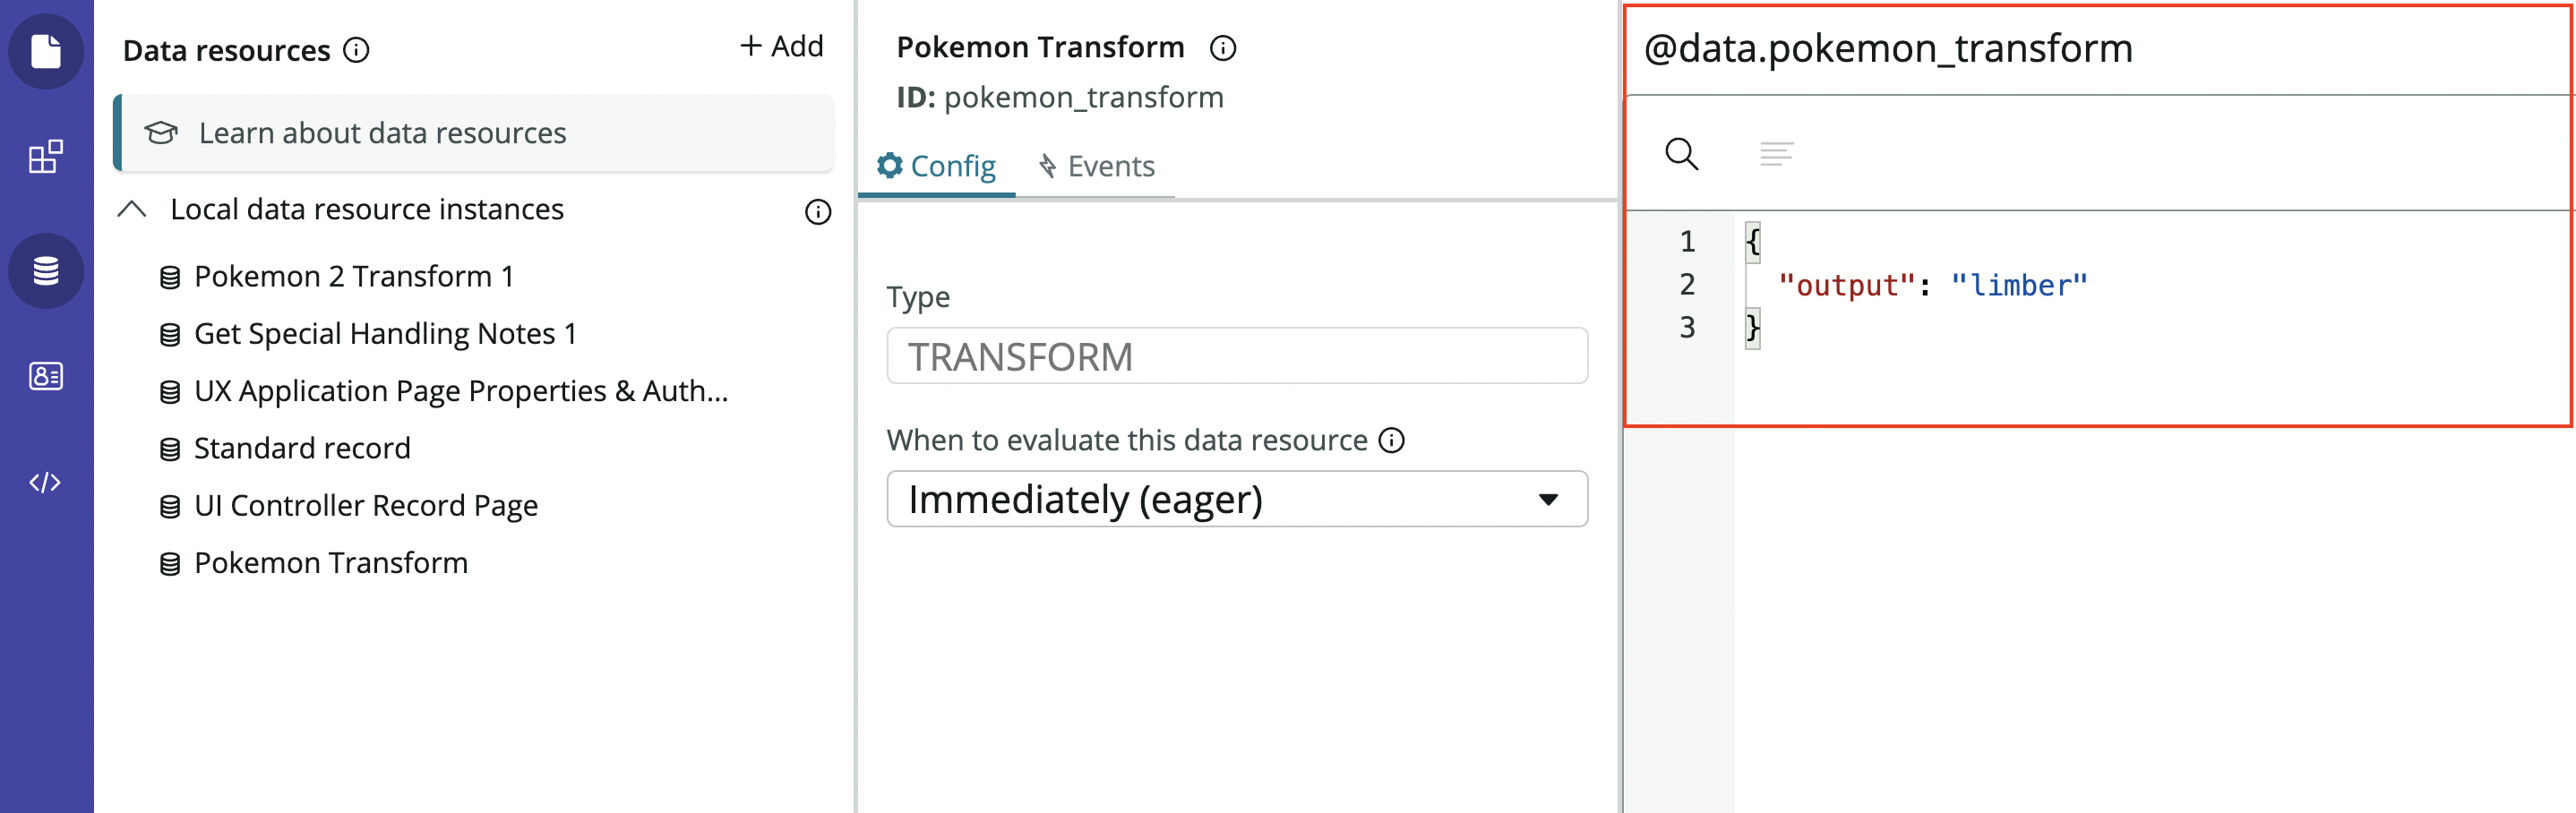 Data resources
+ Add
Learn about data resources
Local data resource instances
Pokemon 2 Transform 1
Get Special Handling Notes 1
UX Application Page Properties & Auth...
Standard record
UI Controller Record Page
Pokemon Transform
Pokemon Transform
ID: pokemon_transform
Config
Events
Type
TRANSFORM
When to evaluate this data resource
Immediately (eager)
@data.pokemon_transform
1 {
2 "output": "limber"
3 }